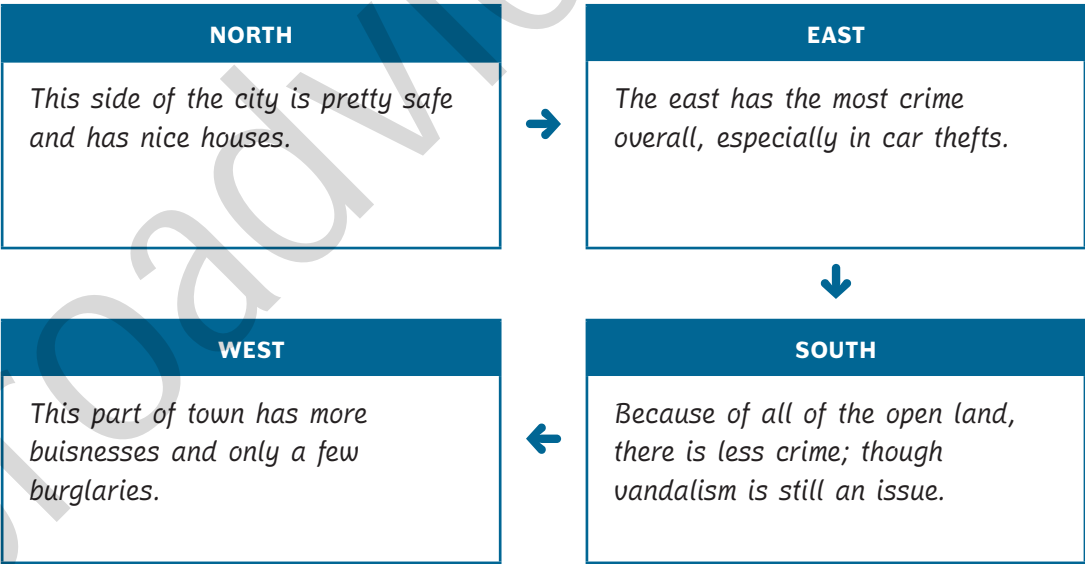 NORTH
This side of the city is pretty safe
and has nice houses.
EAST
The east has the most crime
overall, especially in car thefts.
SOUTH
Because of all of the open land,
there is less crime; though
vandalism is still an issue.
WEST
This part of town has more
buisnesses and only a few
burglaries.